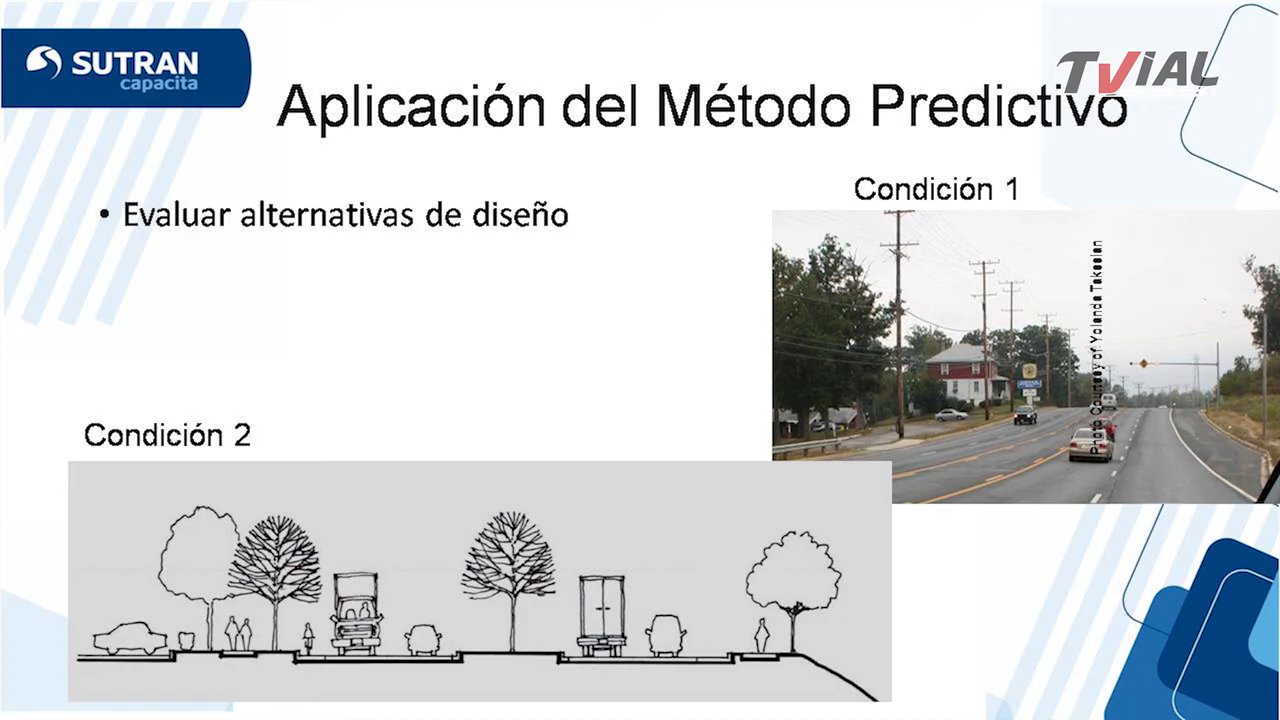 SUTRAN
capacita
TViAL
Aplicación del Método Predictivo
• Evaluar alternativas de diseño
Condición 1
Photo Courtesy of Yolanda Takesian
Condición 2